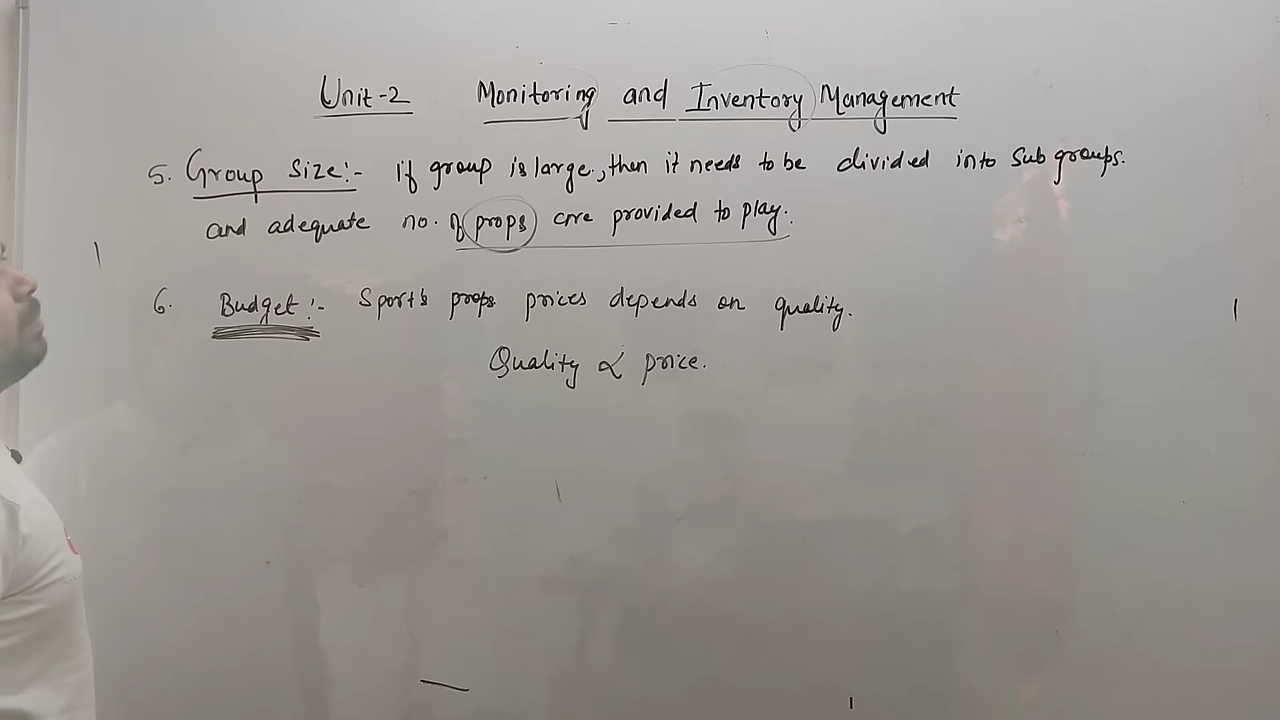 Unit-2 Monitoring and Inventory Management
5. Group Size:- if group is large, then it needs to be divided into Sub groups.
and adequate no. of props are provided to play.
6. Budget:- Sport's props prices depends on quality.
Quality ∝ price.